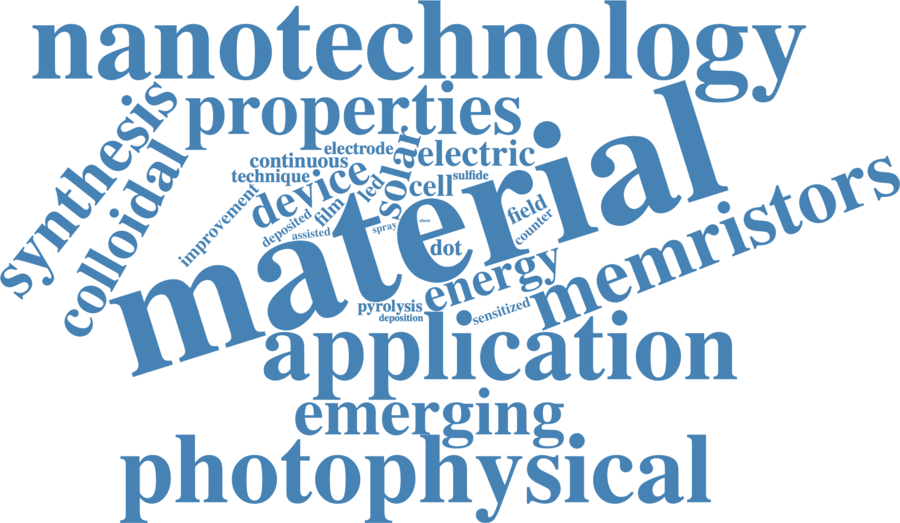 nanotechnology
properties
synthesis
colloidal
material
memristors
electrode
continuous
technique
device
led
solar
electric
cell
sulfide
improvement
deposited
film
assisted
spray
field
counter
dot
energy
pyrolysis
deposition
sensitized
application
emerging
photophysical